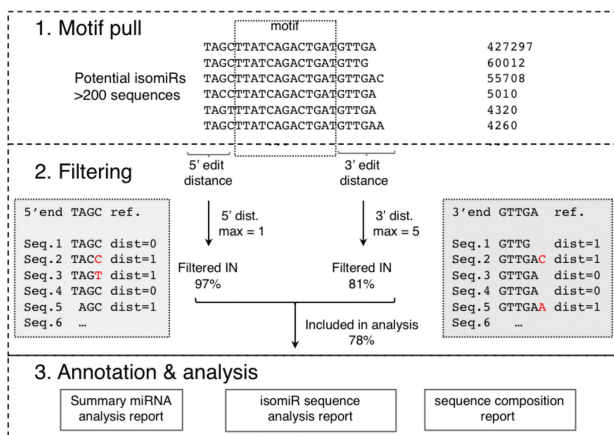 1. Motif pull
motif
Potential isomiRs
>200 sequences
TAGCTTATCAGACTGATGTTGA 427297
TAGCTTATCAGACTGATGTTG 60012
TAGCTTATCAGACTGATGTTGAC 55708
TACCTTATCAGACTGATGTTGA 5010
TAGTTTATCAGACTGATGTTGA 4320
TAGCTTATCAGACTGATGTTGAA 4260
...
2. Filtering
5' edit
distance
3' edit
distance
5'end TAGC ref.
Seq.1 TAGC dist=0
Seq.2 TACC dist=1
Seq.3 TAGT dist=1
Seq.4 TAGC dist=0
Seq.5 AGC dist=1
Seq.6 …
5' dist.
max = 1
3' dist.
max = 5
Filtered IN
97%
Filtered IN
81%
Included in analysis
78%
3'end GTTGA ref.
Seq.1 GTTG dist=1
Seq.2 GTTGAC dist=1
Seq.3 GTTGA dist=0
Seq.4 GTTGA dist=0
Seq.5 GTTGAA dist=1
Seq.6 …
3. Annotation & analysis
Summary miRNA
analysis report
isomiR sequence
analysis report
sequence composition
report